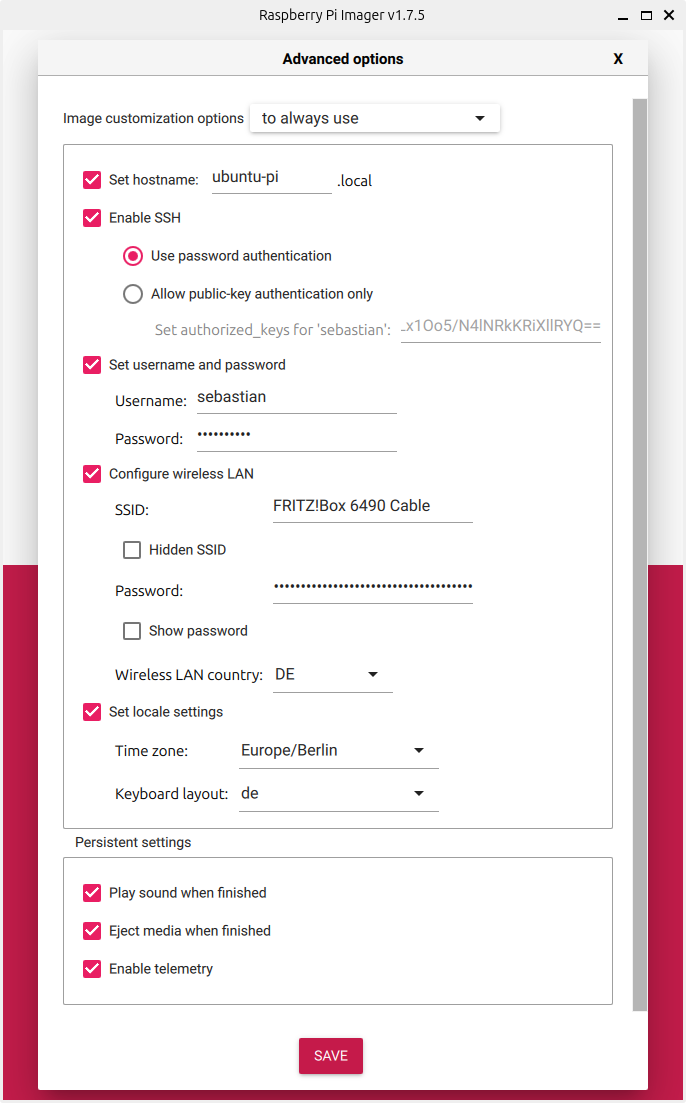 Raspberry Pi Imager v1.7.5
Advanced options X
Image customization options to always use
Set hostname: ubuntu-pi .local
Enable SSH
Use password authentication
Allow public-key authentication only
Set authorized_keys for 'sebastian': .x1Oo5/N4lNRkKRiXllRYQ==
Set username and password
Username: sebastian
Password: ••••••••••
Configure wireless LAN
SSID: FRITZ!Box 6490 Cable
Hidden SSID
Password: •••••••••••••••••••••••••••••••••••••
Show password
Wireless LAN country: DE
Set locale settings
Time zone: Europe/Berlin
Keyboard layout: de
Persistent settings
Play sound when finished
Eject media when finished
Enable telemetry
SAVE